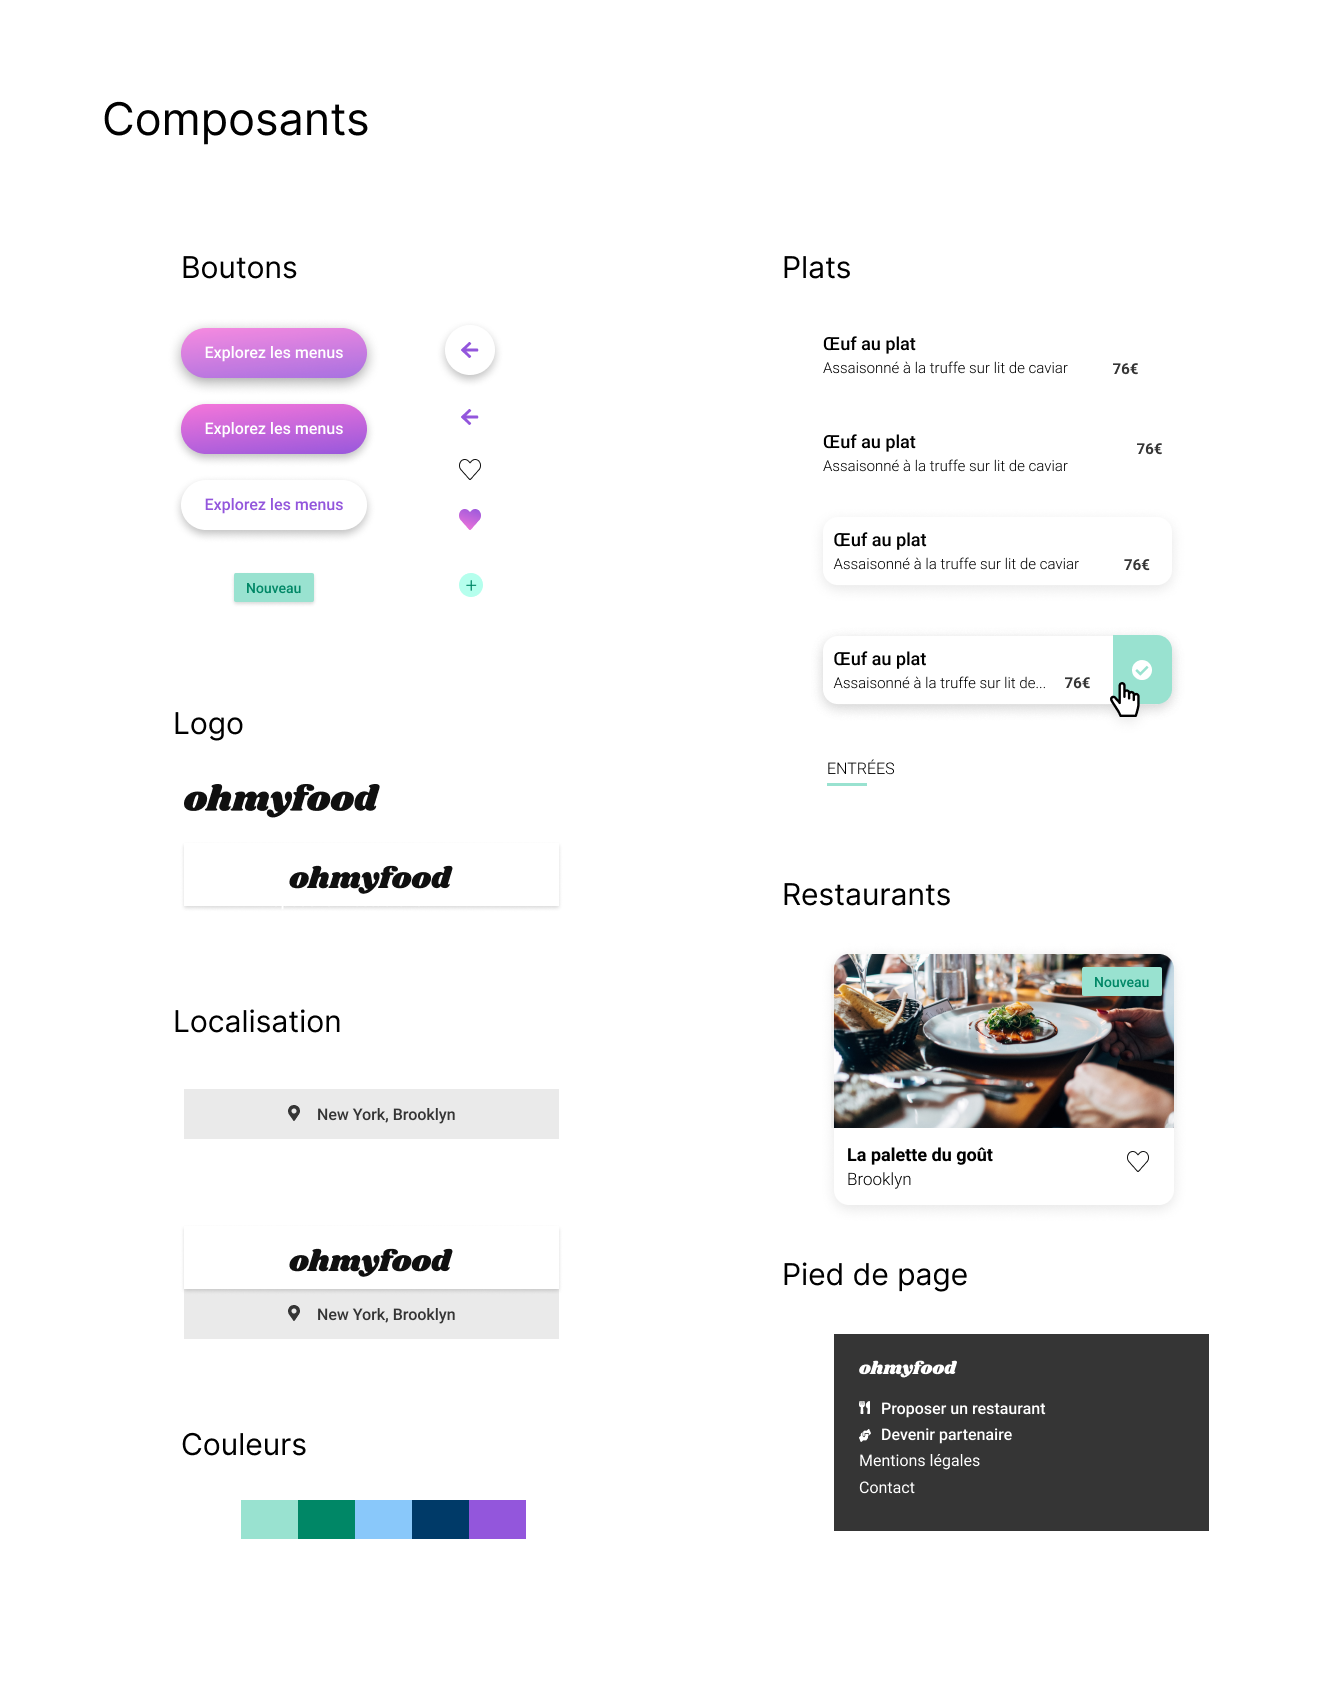 Composants
Boutons
Explorez les menus
Explorez les menus
Explorez les menus
Nouveau
Logo
ohmyfood
ohmyfood
Localisation
New York, Brooklyn
ohmyfood
New York, Brooklyn
Couleurs
Plats
Œuf au plat
Assaisonné à la truffe sur lit de caviar 76€
Œuf au plat
76€
Assaisonné à la truffe sur lit de caviar
Œuf au plat
Assaisonné à la truffe sur lit de caviar 76€
Œuf au plat
Assaisonné à la truffe sur lit de... 76€
ENTRÉES
Restaurants
Nouveau
La palette du goût
Brooklyn
Pied de page
ohmyfood
Proposer un restaurant
Devenir partenaire
Mentions légales
Contact